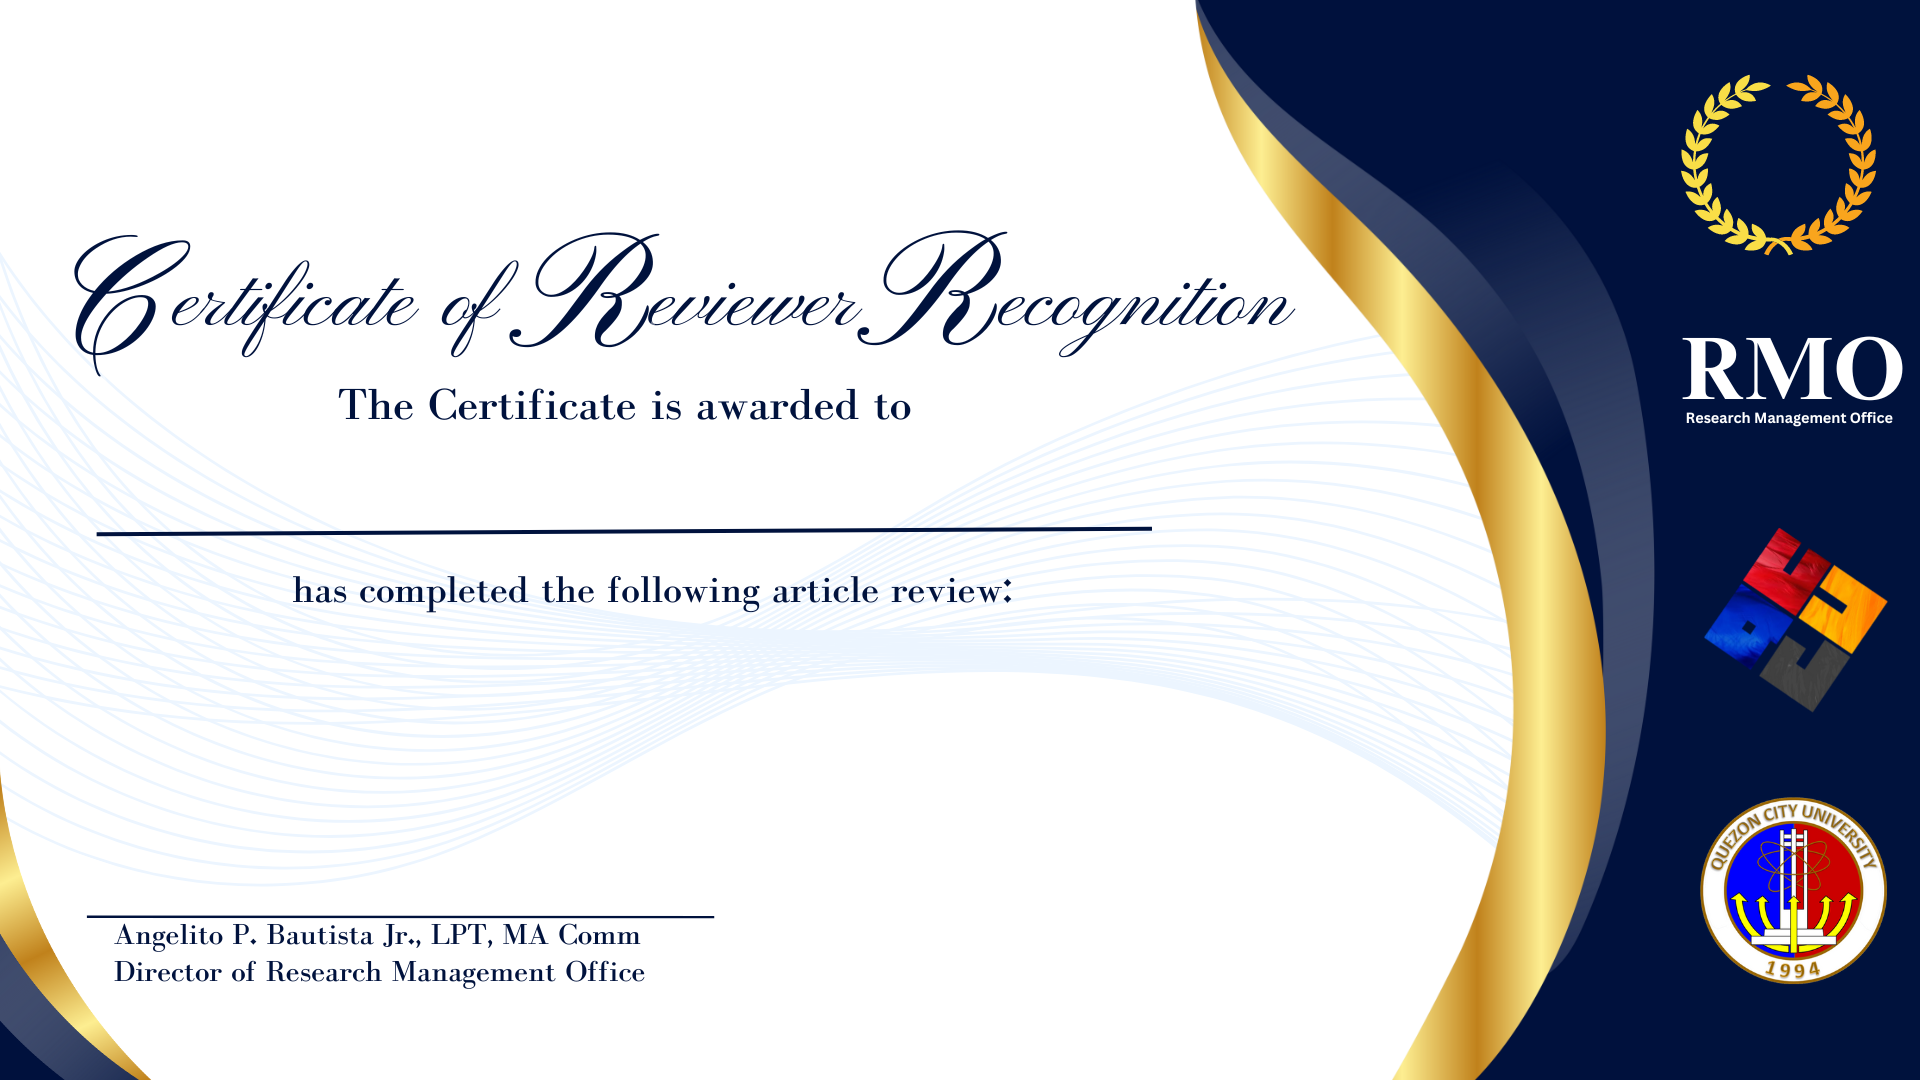 Certificate of Reviewer Recognition
The Certificate is awarded to
has completed the following article review:
Angelito P. Bautista Jr., LPT, MA Comm
Director of Research Management Office
RMO
Research Management Office
QUEZON CITY UNIVERSITY
1994